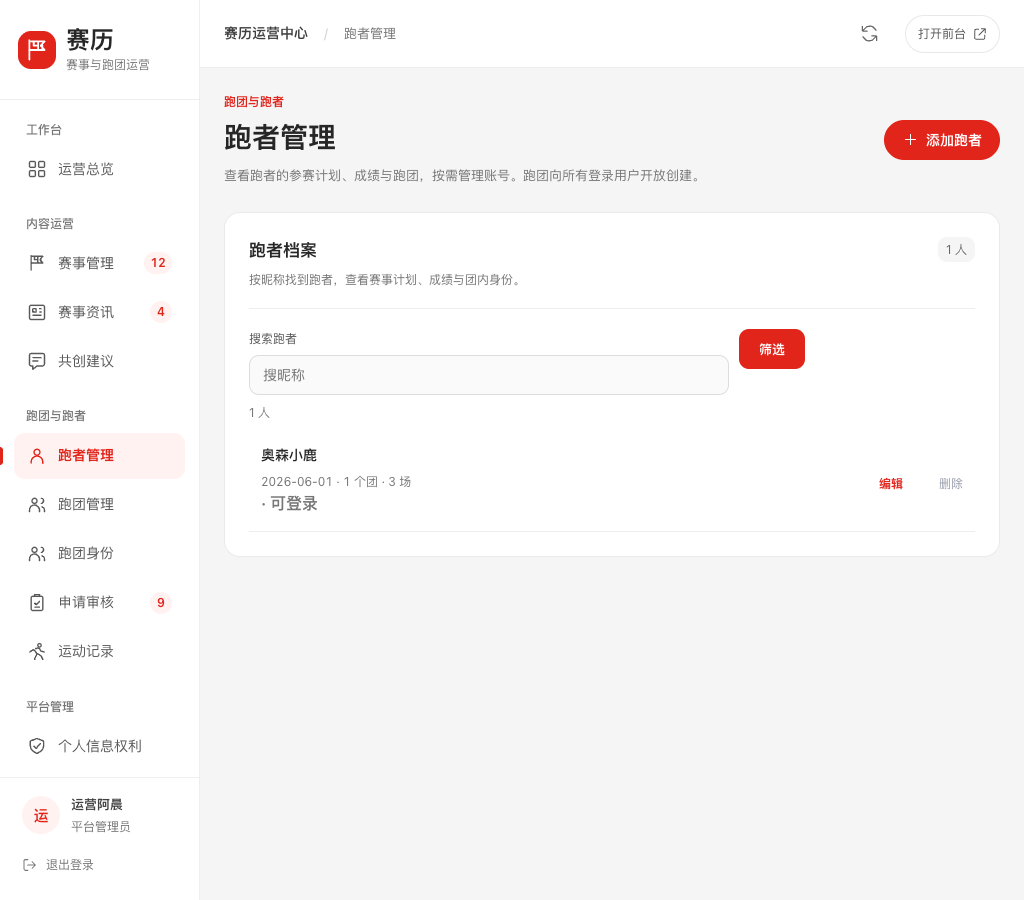 赛历
赛事与跑团运营
工作台
运营总览
内容运营
赛事管理 12
赛事资讯 4
共创建议
跑团与跑者
跑者管理
跑团管理
跑团身份
申请审核 9
运动记录
平台管理
个人信息权利
运
运营阿晨
平台管理员
退出登录
赛历运营中心 / 跑者管理
打开前台
跑团与跑者
跑者管理
查看跑者的参赛计划、成绩与跑团，按需管理账号。跑团向所有登录用户开放创建。
添加跑者
跑者档案
1 人
按昵称找到跑者，查看赛事计划、成绩与团内身份。
搜索跑者
搜昵称
筛选
1 人
奥森小鹿
2026-06-01 · 1 个团 · 3 场
· 可登录
编辑
删除